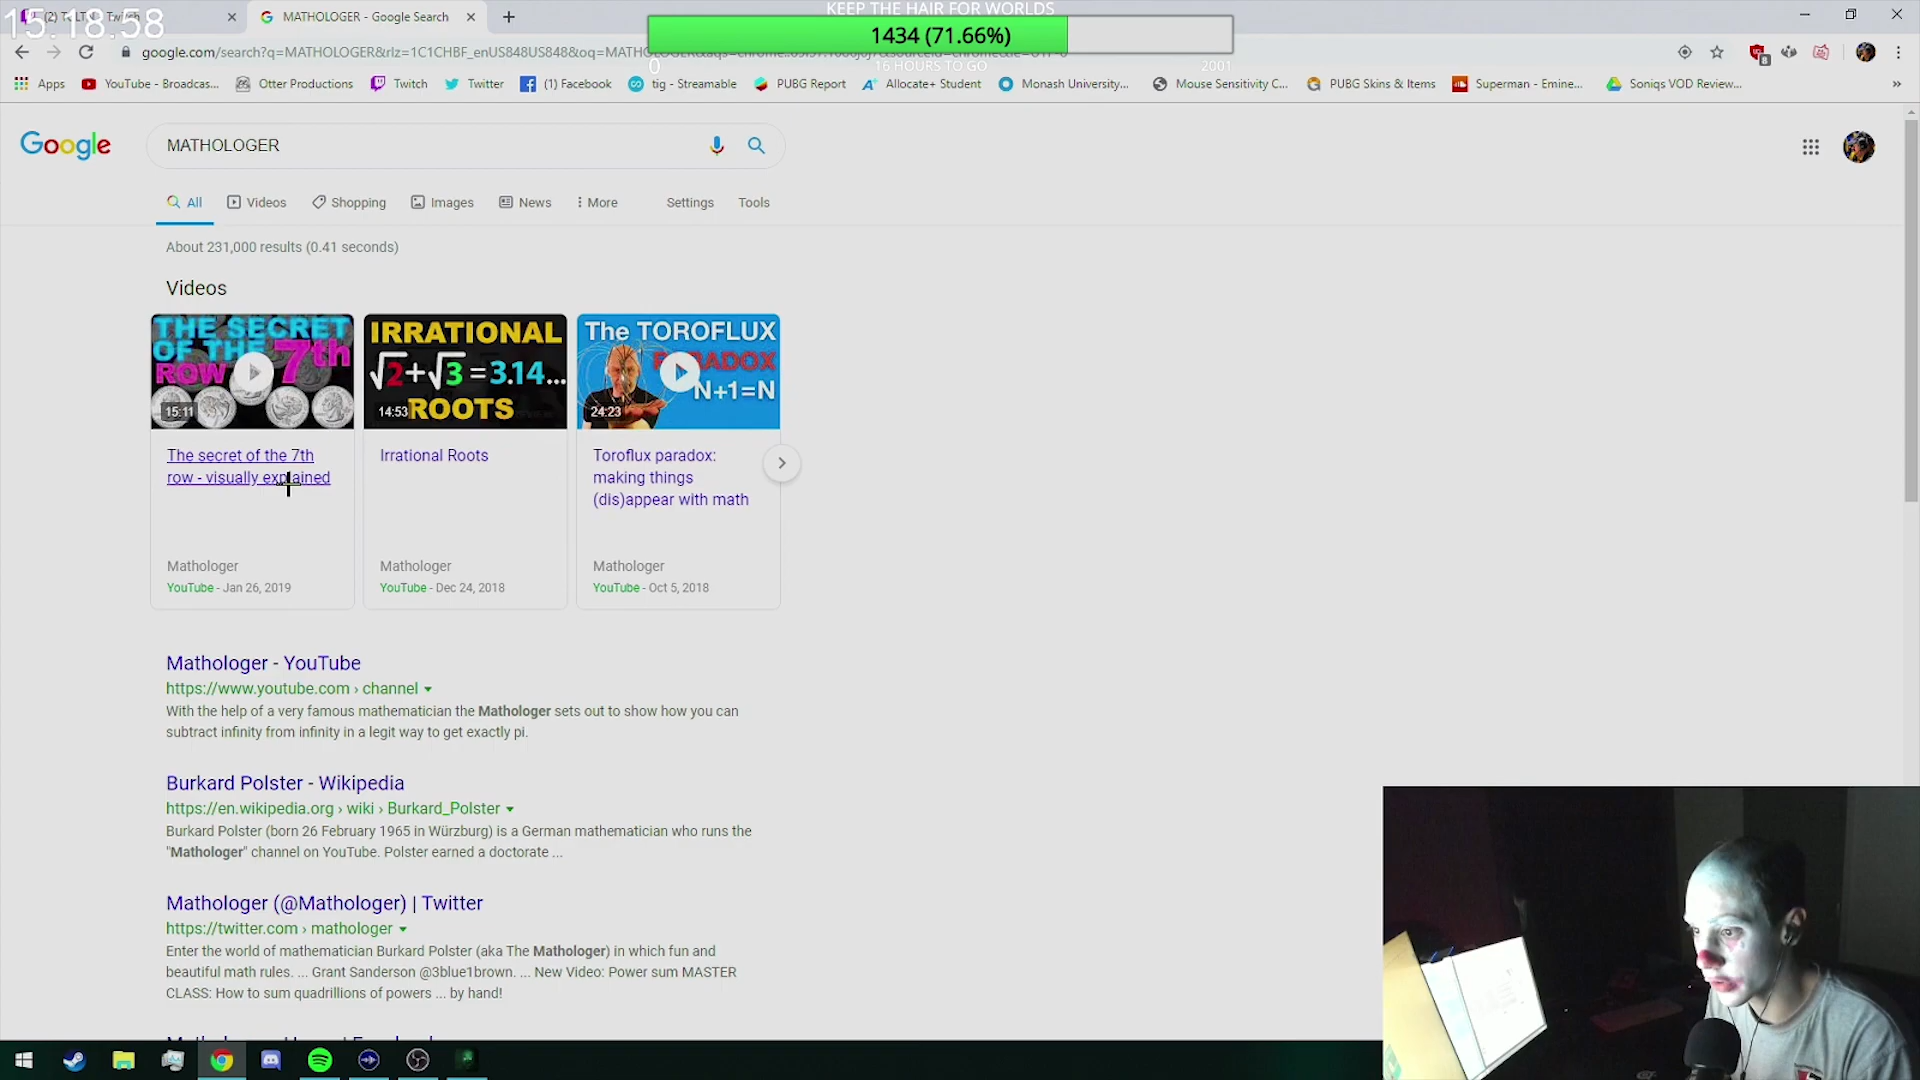 15:18:58
MATHOLOGER - Google Search
KEEP THE HAIR FOR WORLDS
1434 (71.66%)
0
16 HOURS TO GO
2001
google.com/search?q=MATHOLOGER&rlz=1C1CHBF_enUS848US848&oq=MATHO
Apps
YouTube - Broadcas...
Otter Productions
Twitch
Twitter
(1) Facebook
tig - Streamable
PUBG Report
Allocate+ Student
Monash University...
Mouse Sensitivity C...
PUBG Skins & Items
Superman - Emine...
Soniqs VOD Review...
Google
MATHOLOGER
All
Videos
Shopping
Images
News
More
Settings
Tools
About 231,000 results (0.41 seconds)
Videos
THE SECRET
OF THE 7th
ROW
15:11
IRRATIONAL
√2+√3=3.14...
14:53
ROOTS
The TOROFLUX
N+1=N
24:23
The secret of the 7th
row - visually explained
Mathologer
YouTube - Jan 26, 2019
Irrational Roots
Mathologer
YouTube - Dec 24, 2018
Toroflux paradox:
making things
(dis)appear with math
Mathologer
YouTube - Oct 5, 2018
Mathologer - YouTube
https://www.youtube.com › channel
With the help of a very famous mathematician the Mathologer sets out to show how you can
subtract infinity from infinity in a legit way to get exactly pi.
Burkard Polster - Wikipedia
https://en.wikipedia.org › wiki › Burkard_Polster
Burkard Polster (born 26 February 1965 in Würzburg) is a German mathematician who runs the
"Mathologer" channel on YouTube. Polster earned a doctorate ...
Mathologer (@Mathologer) | Twitter
https://twitter.com › mathologer
Enter the world of mathematician Burkard Polster (aka The Mathologer) in which fun and
beautiful math rules. ... Grant Sanderson @3blue1brown. ... New Video: Power sum MASTER
CLASS: How to sum quadrillions of powers ... by hand!